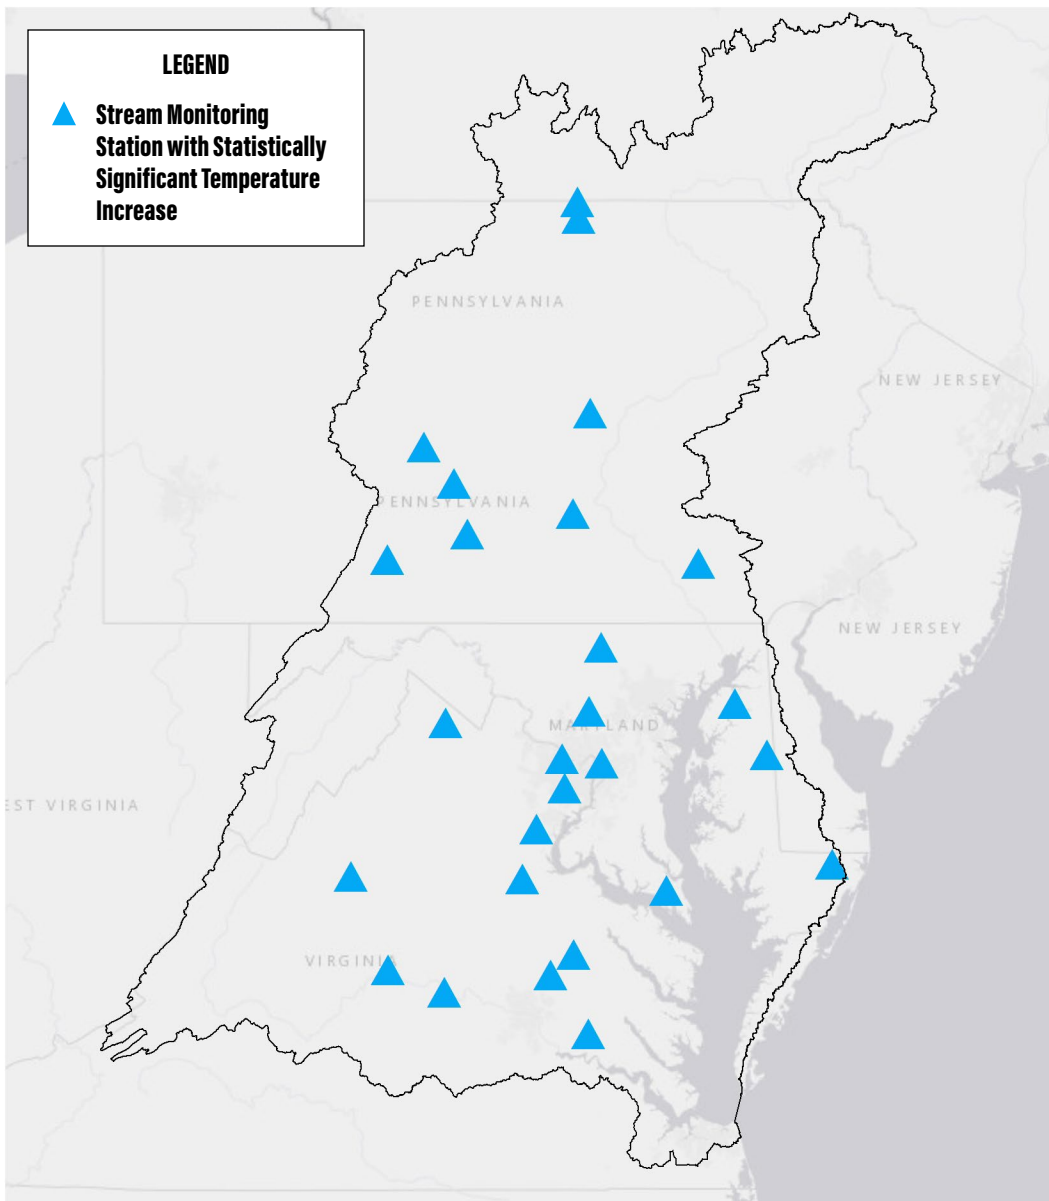 LEGEND
Stream Monitoring
Station with Statistically
Significant Temperature
Increase
PENNSYLVANIA
NEW JERSEY
PENNSYLVANIA
NEW JERSEY
MARYLAND
EST VIRGINIA
VIRGINIA